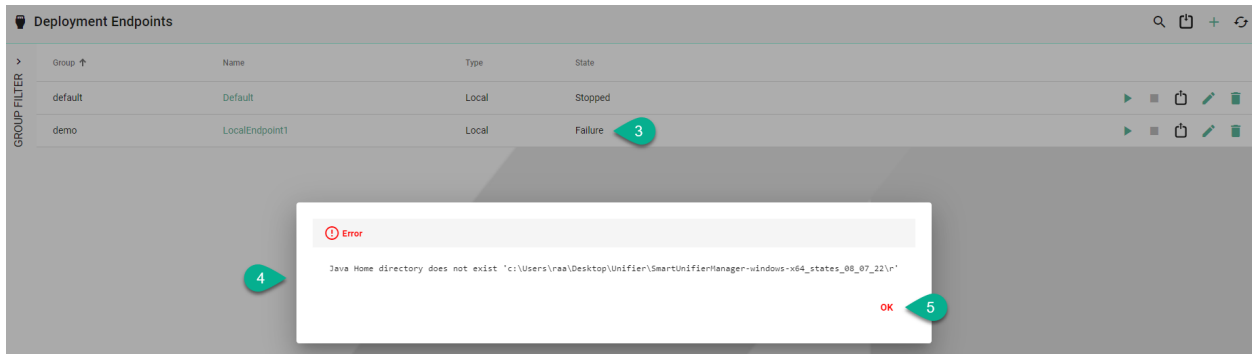 Deployment Endpoints
GROUP FILTER
Group Name Type State
default Default Local Stopped
demo LocalEndpoint1 Local Failure 3
Error
4 Java Home directory does not exist 'c:\Users\raa\Desktop\Unifier\SmartUnifierManager-windows-x64_states_08_07_22\r'
OK 5